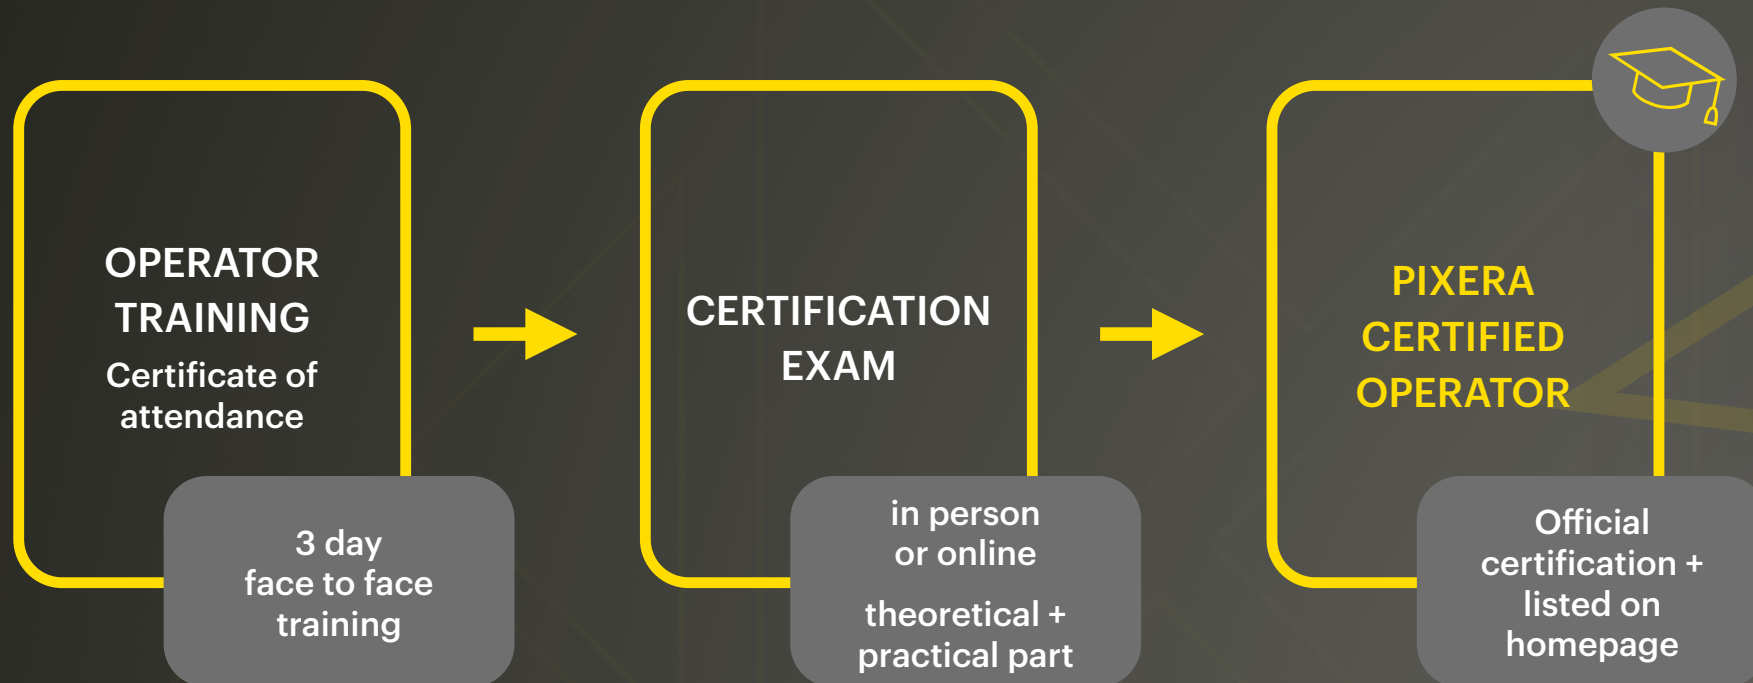 OPERATOR
TRAINING
Certificate of
attendance
3 day
face to face
training
CERTIFICATION
EXAM
in person
or online
theoretical +
practical part
PIXERA
CERTIFIED
OPERATOR
Official
certification +
listed on
homepage